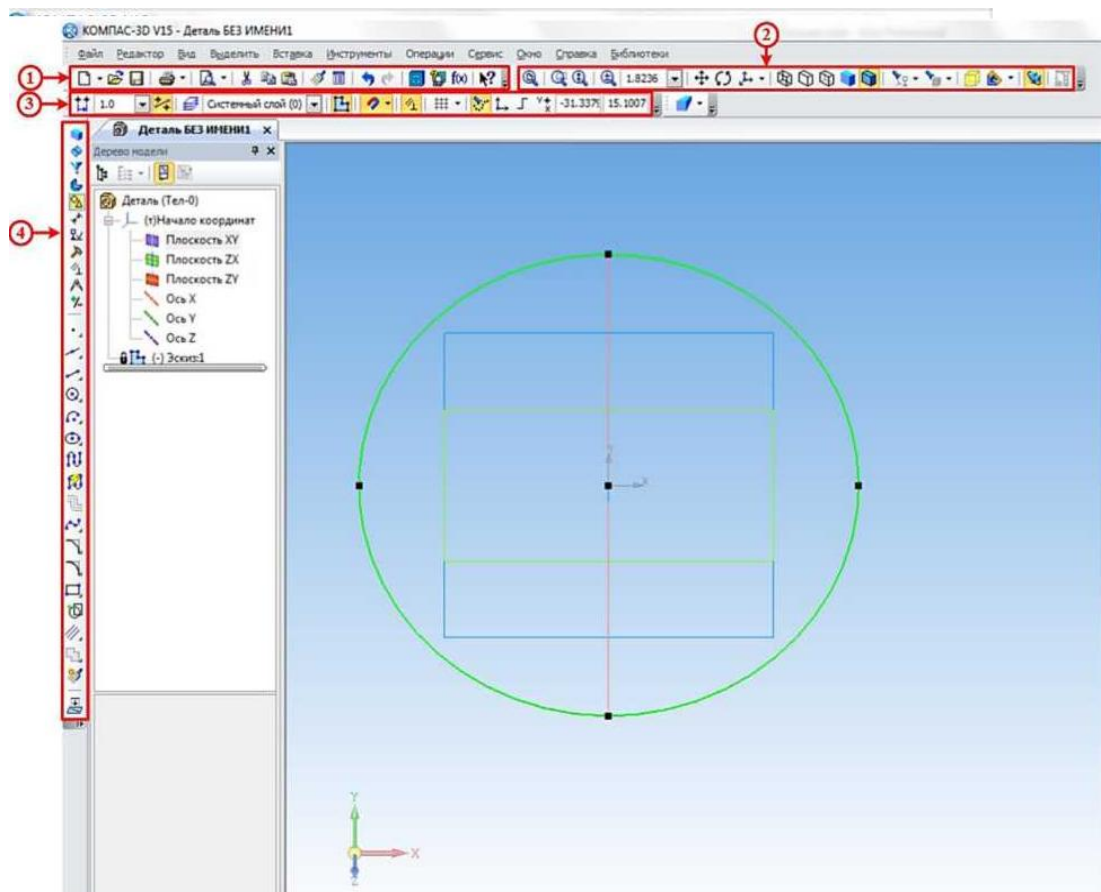 КОМПАС-3D V15 - Деталь БЕЗ ИМЕНИ1
Файл Редактор Вид Выделить Вставка Инструменты Операции Сервис Окно Справка Библиотеки
2
1
1.8236
f(x)
3
1.0
Системный слой (0)
-31.3379
15.1007
Деталь БЕЗ ИМЕНИ1
Дерево модели
Деталь (Тел-0)
(т)Начало координат
4
Плоскость XY
Плоскость ZX
Плоскость ZY
Ось X
Ось Y
Ось Z
(-) Эскиз:1
X
Y
X
Z